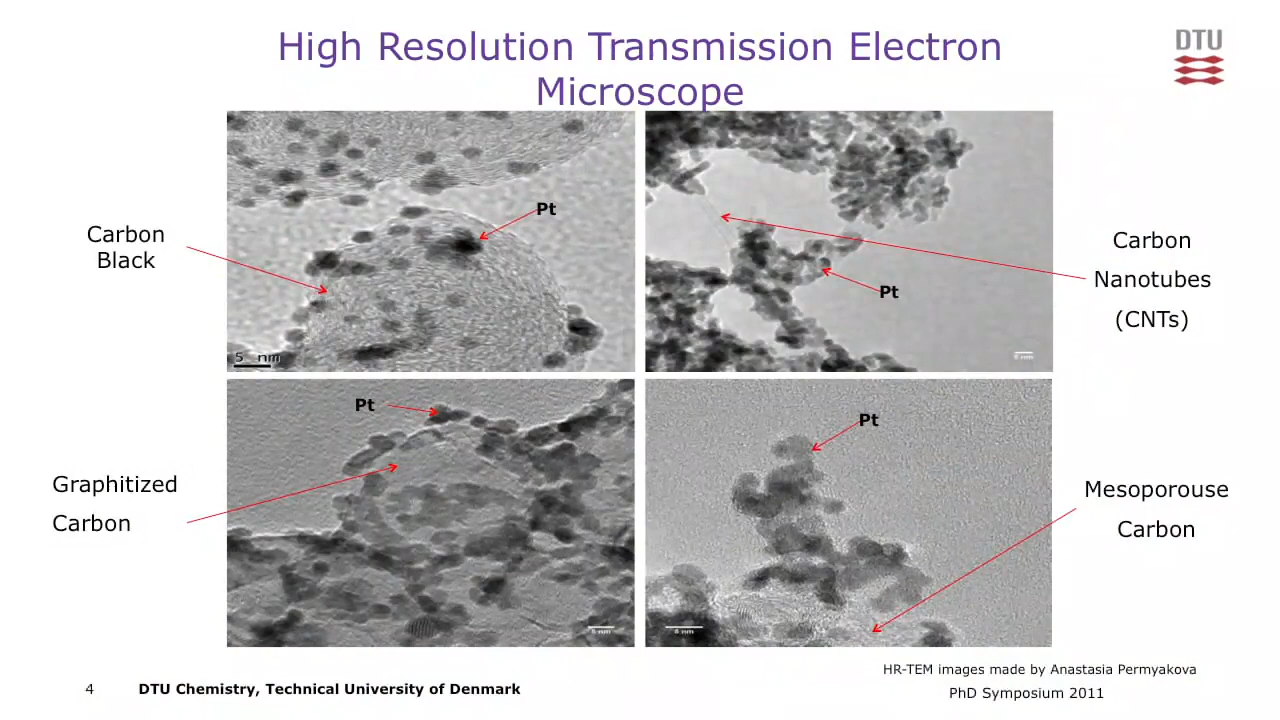 High Resolution Transmission Electron
Microscope
DTU
Pt
Carbon
Black
5 nm
Pt
Carbon
Nanotubes
(CNTs)
Pt
Graphitized
Carbon
Pt
Mesoporouse
Carbon
HR-TEM images made by Anastasia Permyakova
4
DTU Chemistry, Technical University of Denmark
PhD Symposium 2011